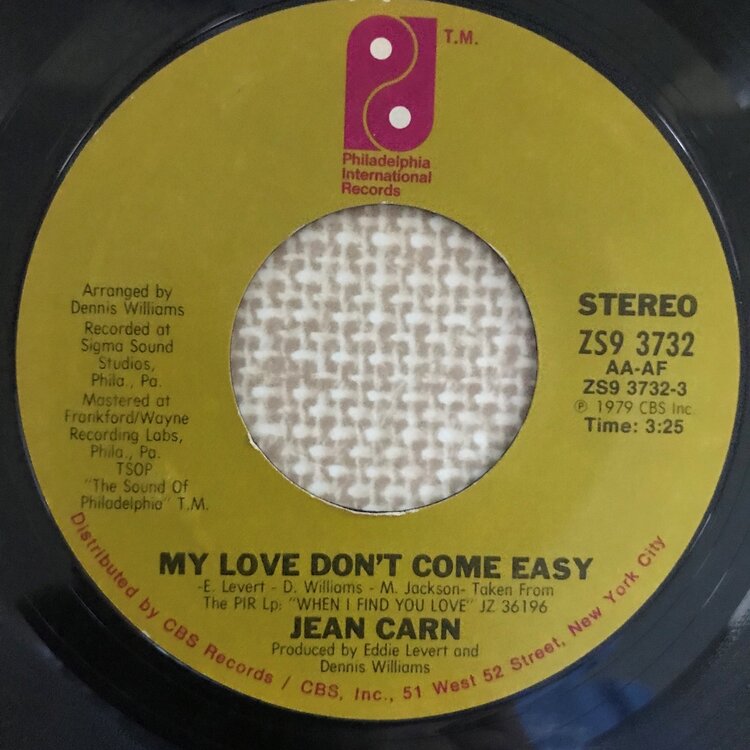 T.M.
Philadelphia
International
Records
Arranged by
Dennis Williams
Recorded at
Sigma Sound
Studios,
Phila., Pa.
Mastered at
Frankford/Wayne
Recording Labs,
Phila., Pa.
TSOP
"The Sound Of
Philadelphia" T.M.
STEREO
ZS9 3732
AA-AF
ZS9 3732-3
℗ 1979 CBS Inc.
Time: 3:25
MY LOVE DON'T COME EASY
-E. Levert - D. Williams - M. Jackson- Taken From
The PIR Lp: "WHEN I FIND YOU LOVE" JZ 36196
JEAN CARN
Produced by Eddie Levert and
Dennis Williams
Distributed by CBS Records / CBS, Inc., 51 West 52 Street, New York City